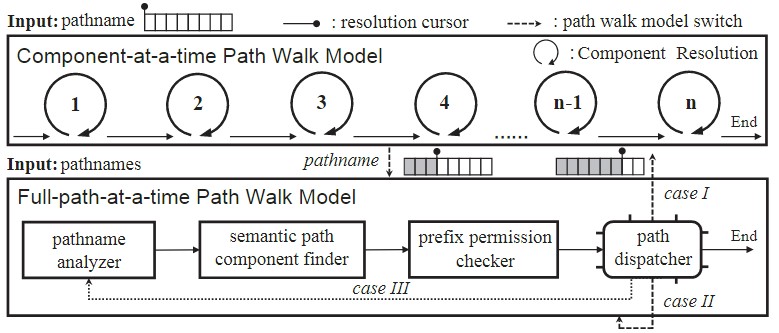 Input: pathname : resolution cursor : path walk model switch
Component-at-a-time Path Walk Model : Component Resolution
1 2 3 4 n-1 n
...... End
Input: pathnames pathname
case I
Full-path-at-a-time Path Walk Model
pathname analyzer
semantic path component finder
prefix permission checker
path dispatcher
End
case III
case II